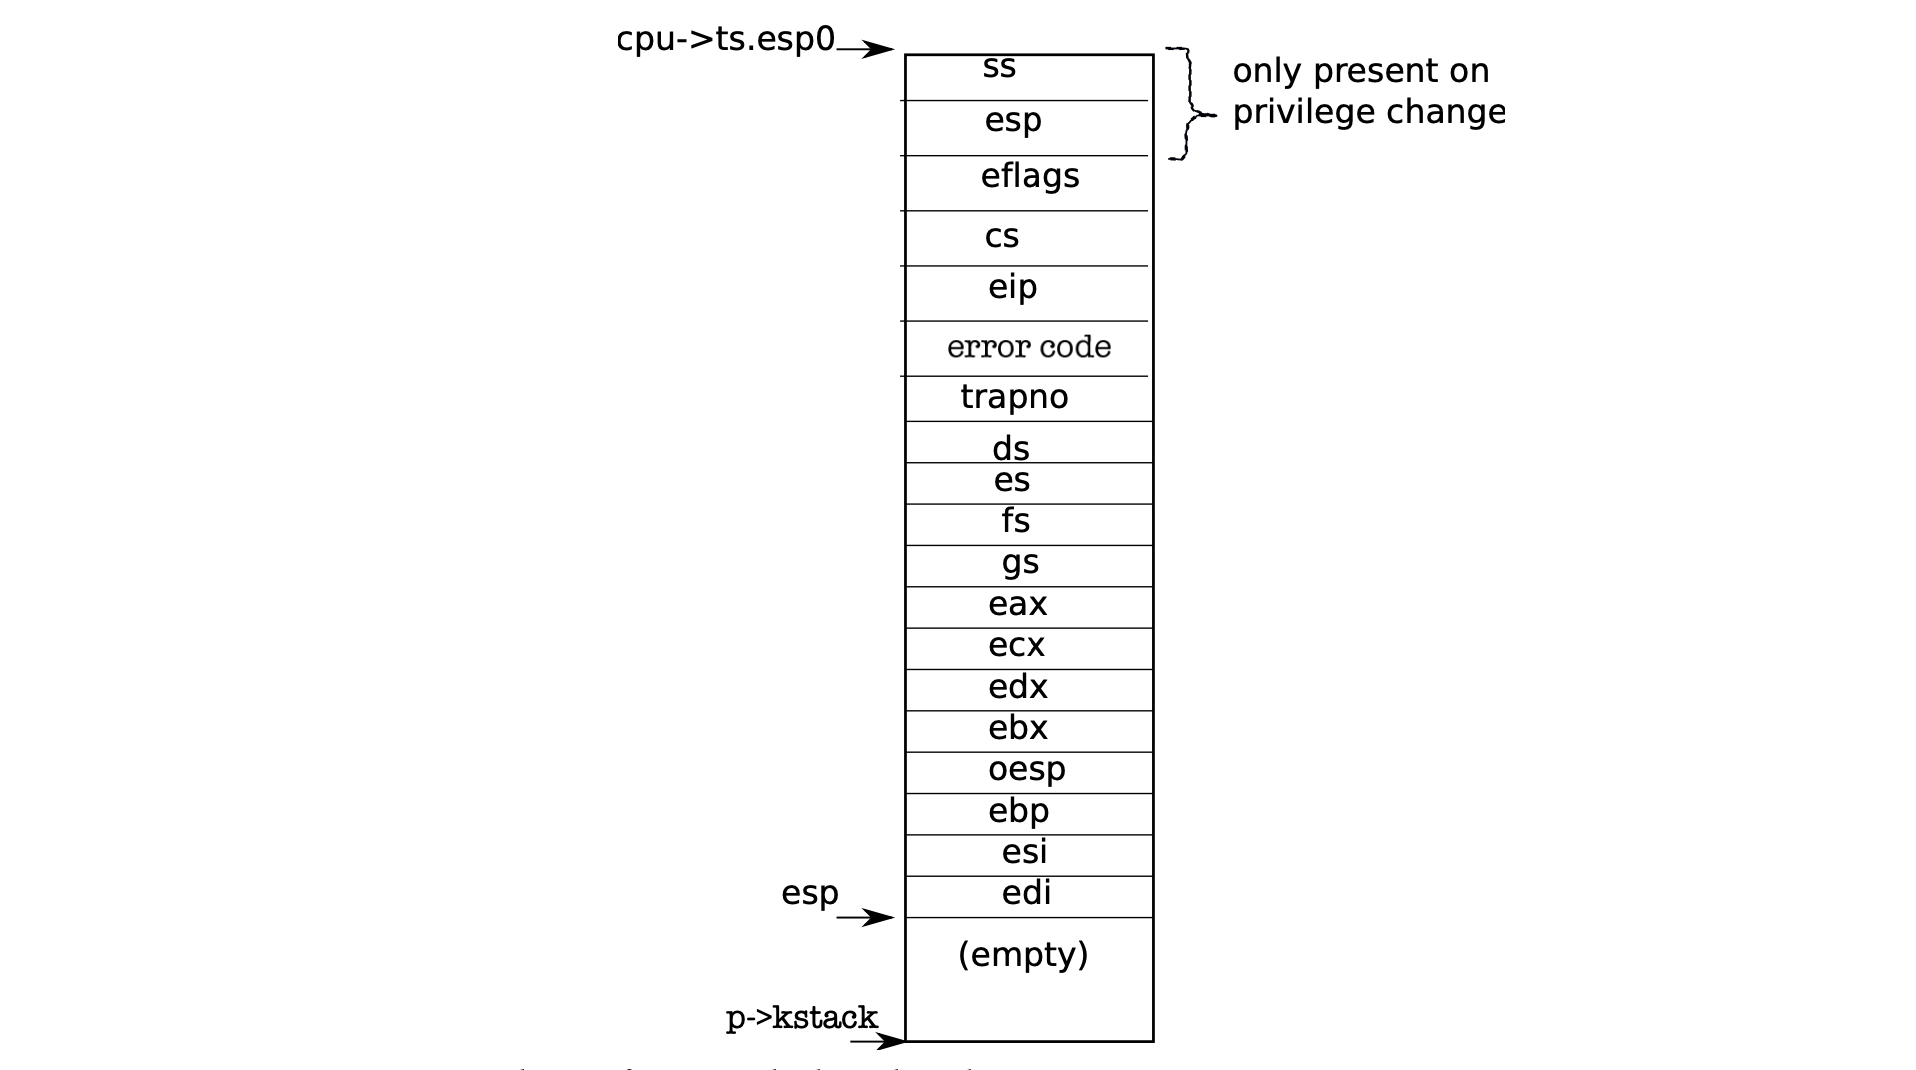 cpu->ts.esp0
ss
only present on
privilege change
esp
eflags
cs
eip
error code
trapno
ds
es
fs
gs
eax
ecx
edx
ebx
oesp
ebp
esi
esp
edi
(empty)
p->kstack